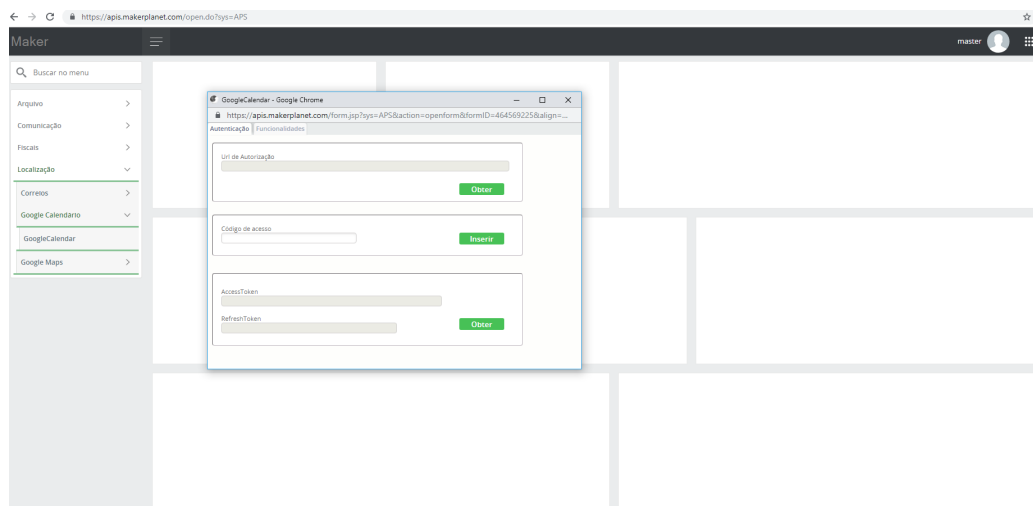 https://apis.makerplanet.com/open.do?sys=APS
Maker
master
Buscar no menu
Arquivo
Comunicação
Fiscais
Localização
Correios
Google Calendário
GoogleCalendar
Google Maps
GoogleCalendar - Google Chrome
https://apis.makerplanet.com/form.jsp?sys=APS&action=openform&formID=464569225&align=...
Autenticação Funcionalidades
Url de Autorização
Obter
Codigo de acesso
Inserir
AccessToken
RefreshToken
Obter